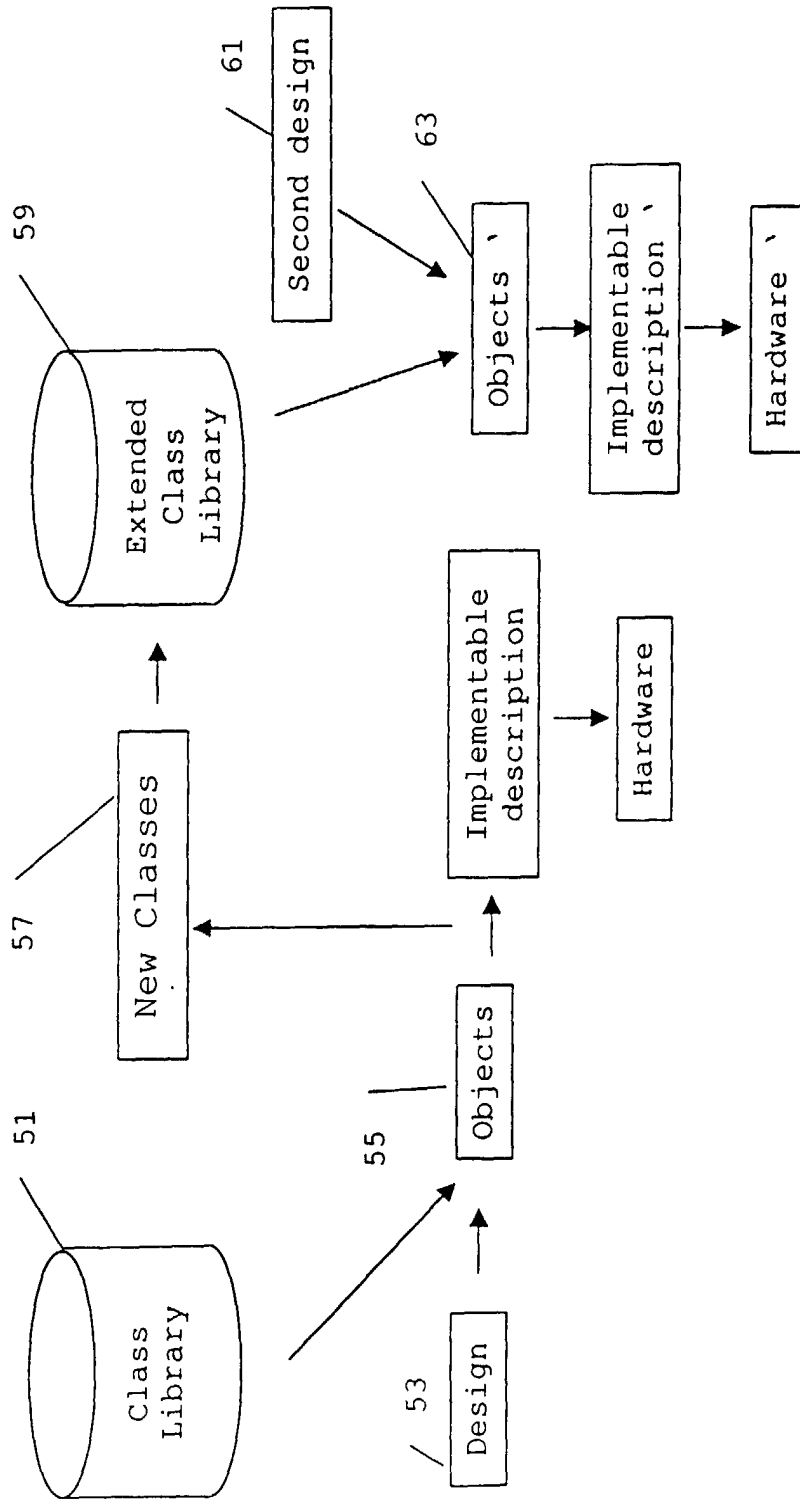 51
Class
Library
57
New Classes
59
Extended
Class
Library
61
Second design
53
Design
55
Objects
Implementable
description
Hardware
63
Objects `
Implementable
description `
Hardware `